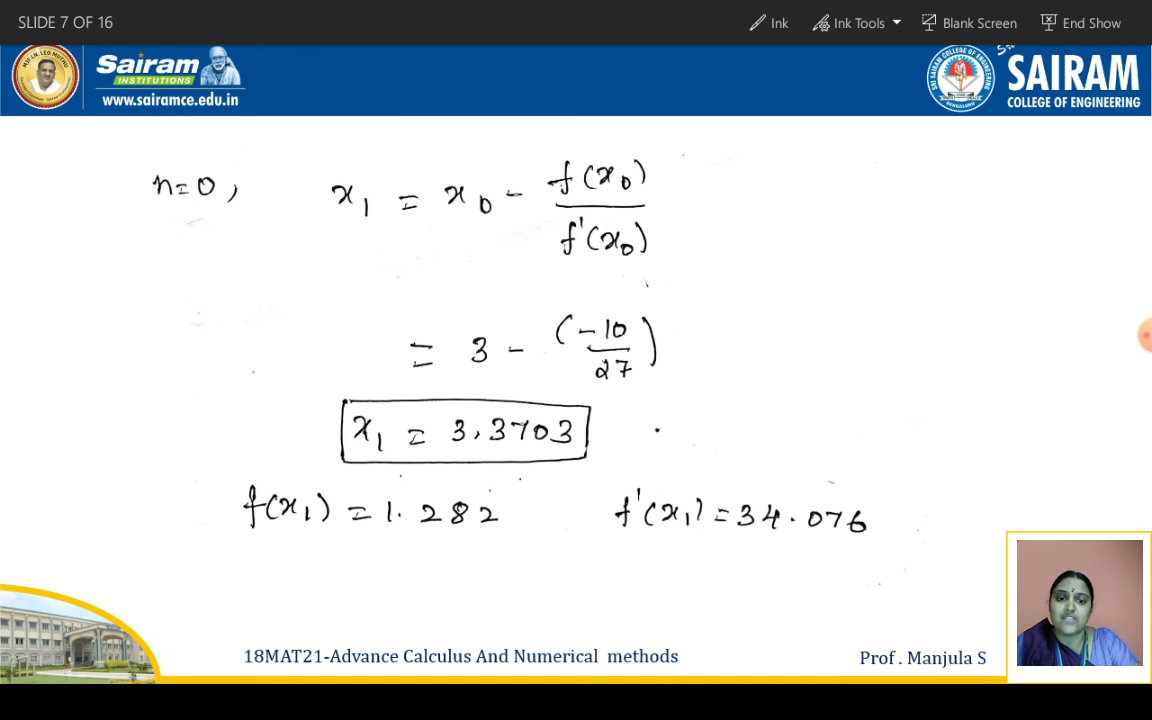 SLIDE 7 OF 16
Ink
Ink Tools
Blank Screen
End Show
Sairam
INSTITUTIONS
www.sairamce.edu.in
SAIRAM
COLLEGE OF ENGINEERING
n=0, x₁ = x₀ - f(x₀)/f'(x₀)
= 3 - (-10/27)
x₁ = 3.3703
f(x₁) = 1.282 f'(x₁) = 34.076
18MAT21-Advance Calculus And Numerical methods
Prof . Manjula S